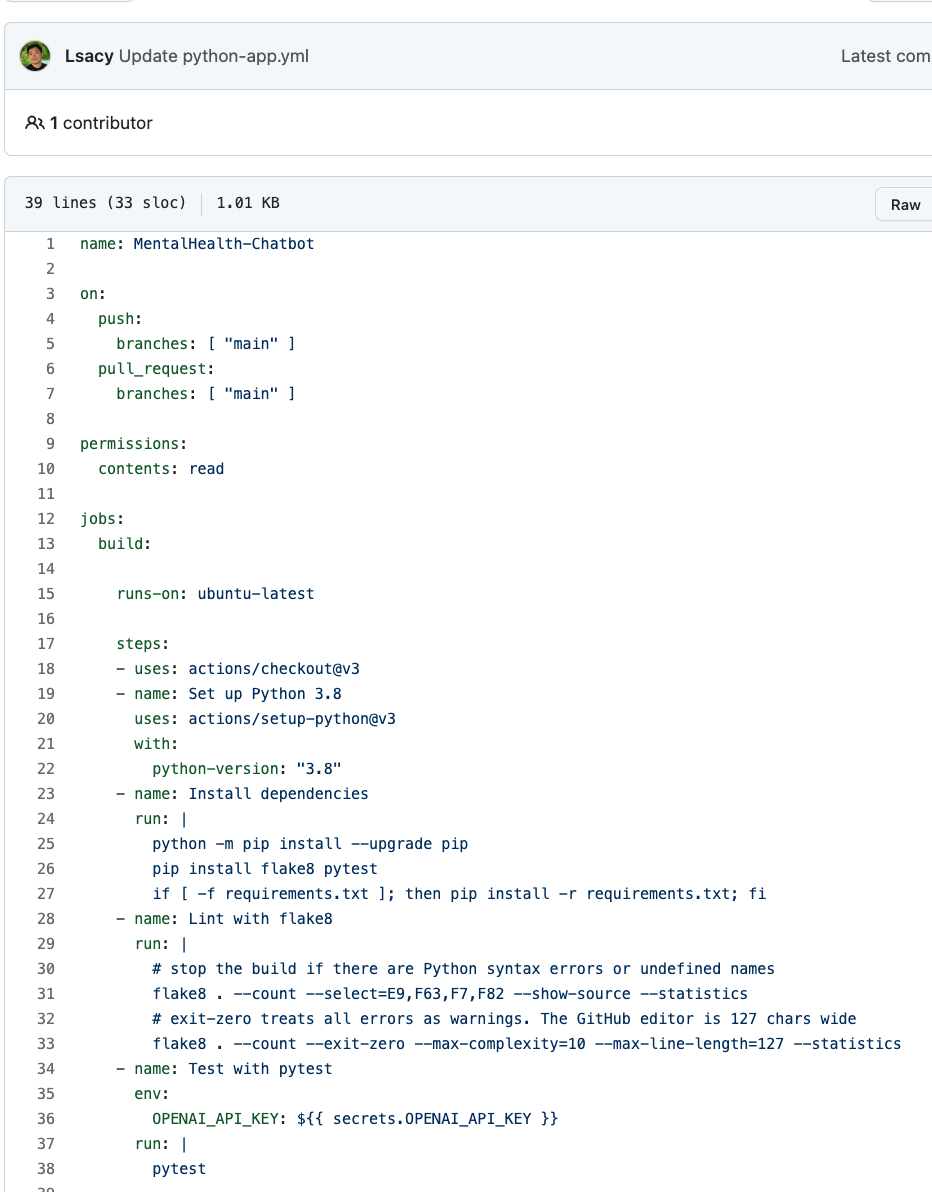 Lsacy Update python-app.yml Latest com
1 contributor
39 lines (33 sloc) 1.01 KB Raw
1 name: MentalHealth-Chatbot
2
3 on:
4   push:
5     branches: [ "main" ]
6   pull_request:
7     branches: [ "main" ]
8
9 permissions:
10   contents: read
11
12 jobs:
13   build:
14
15     runs-on: ubuntu-latest
16
17     steps:
18     - uses: actions/checkout@v3
19     - name: Set up Python 3.8
20       uses: actions/setup-python@v3
21       with:
22         python-version: "3.8"
23     - name: Install dependencies
24       run: |
25         python -m pip install --upgrade pip
26         pip install flake8 pytest
27         if [ -f requirements.txt ]; then pip install -r requirements.txt; fi
28     - name: Lint with flake8
29       run: |
30         # stop the build if there are Python syntax errors or undefined names
31         flake8 . --count --select=E9,F63,F7,F82 --show-source --statistics
32         # exit-zero treats all errors as warnings. The GitHub editor is 127 chars wide
33         flake8 . --count --exit-zero --max-complexity=10 --max-line-length=127 --statistics
34     - name: Test with pytest
35       env:
36         OPENAI_API_KEY: ${{ secrets.OPENAI_API_KEY }}
37       run: |
38         pytest
39